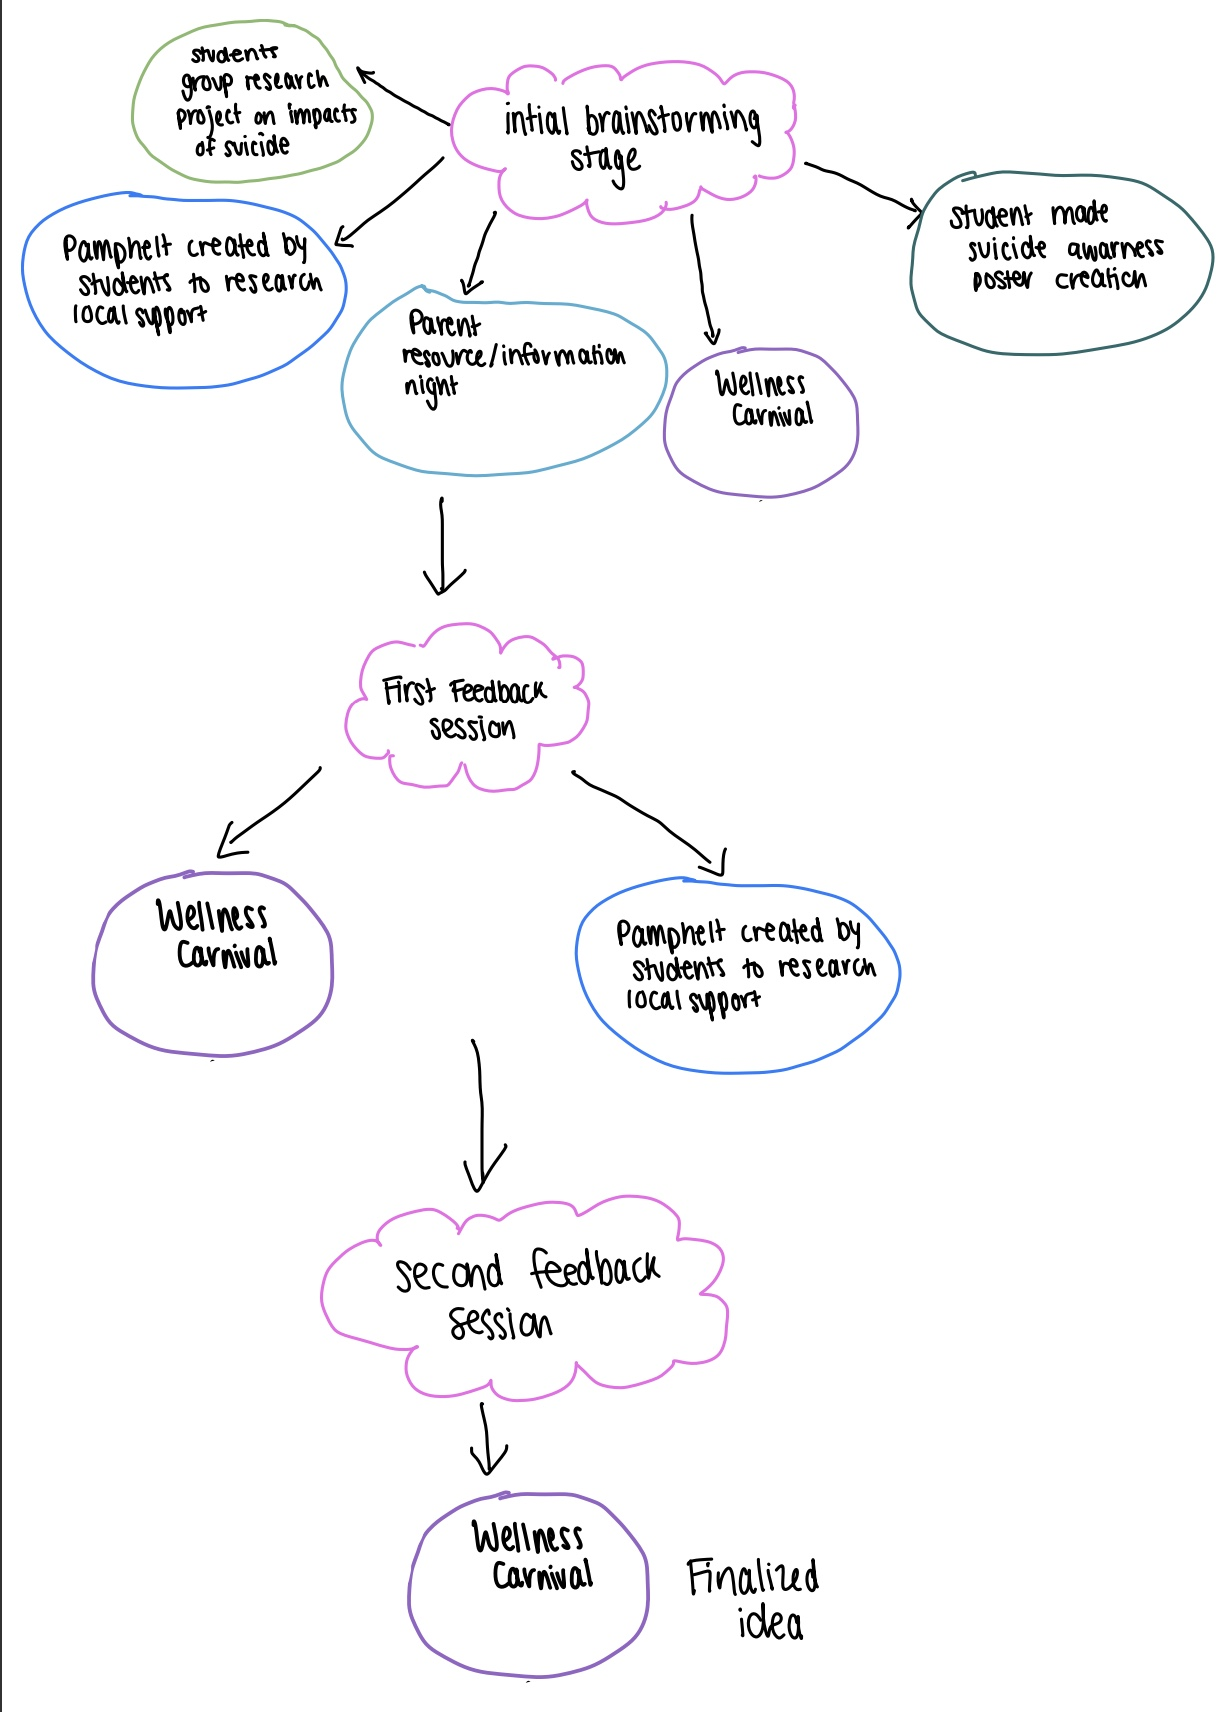 students
group research
project on impacts
of suicide
intial brainstorming
stage
Pamphelt created by
students to research
local support
Parent
resource/information
night
Wellness
Carnival
Student made
suicide awarness
poster creation
First Feedback
session
Wellness
Carnival
Pamphelt created by
students to research
local support
second feedback
session
Wellness
Carnival
Finalized
idea